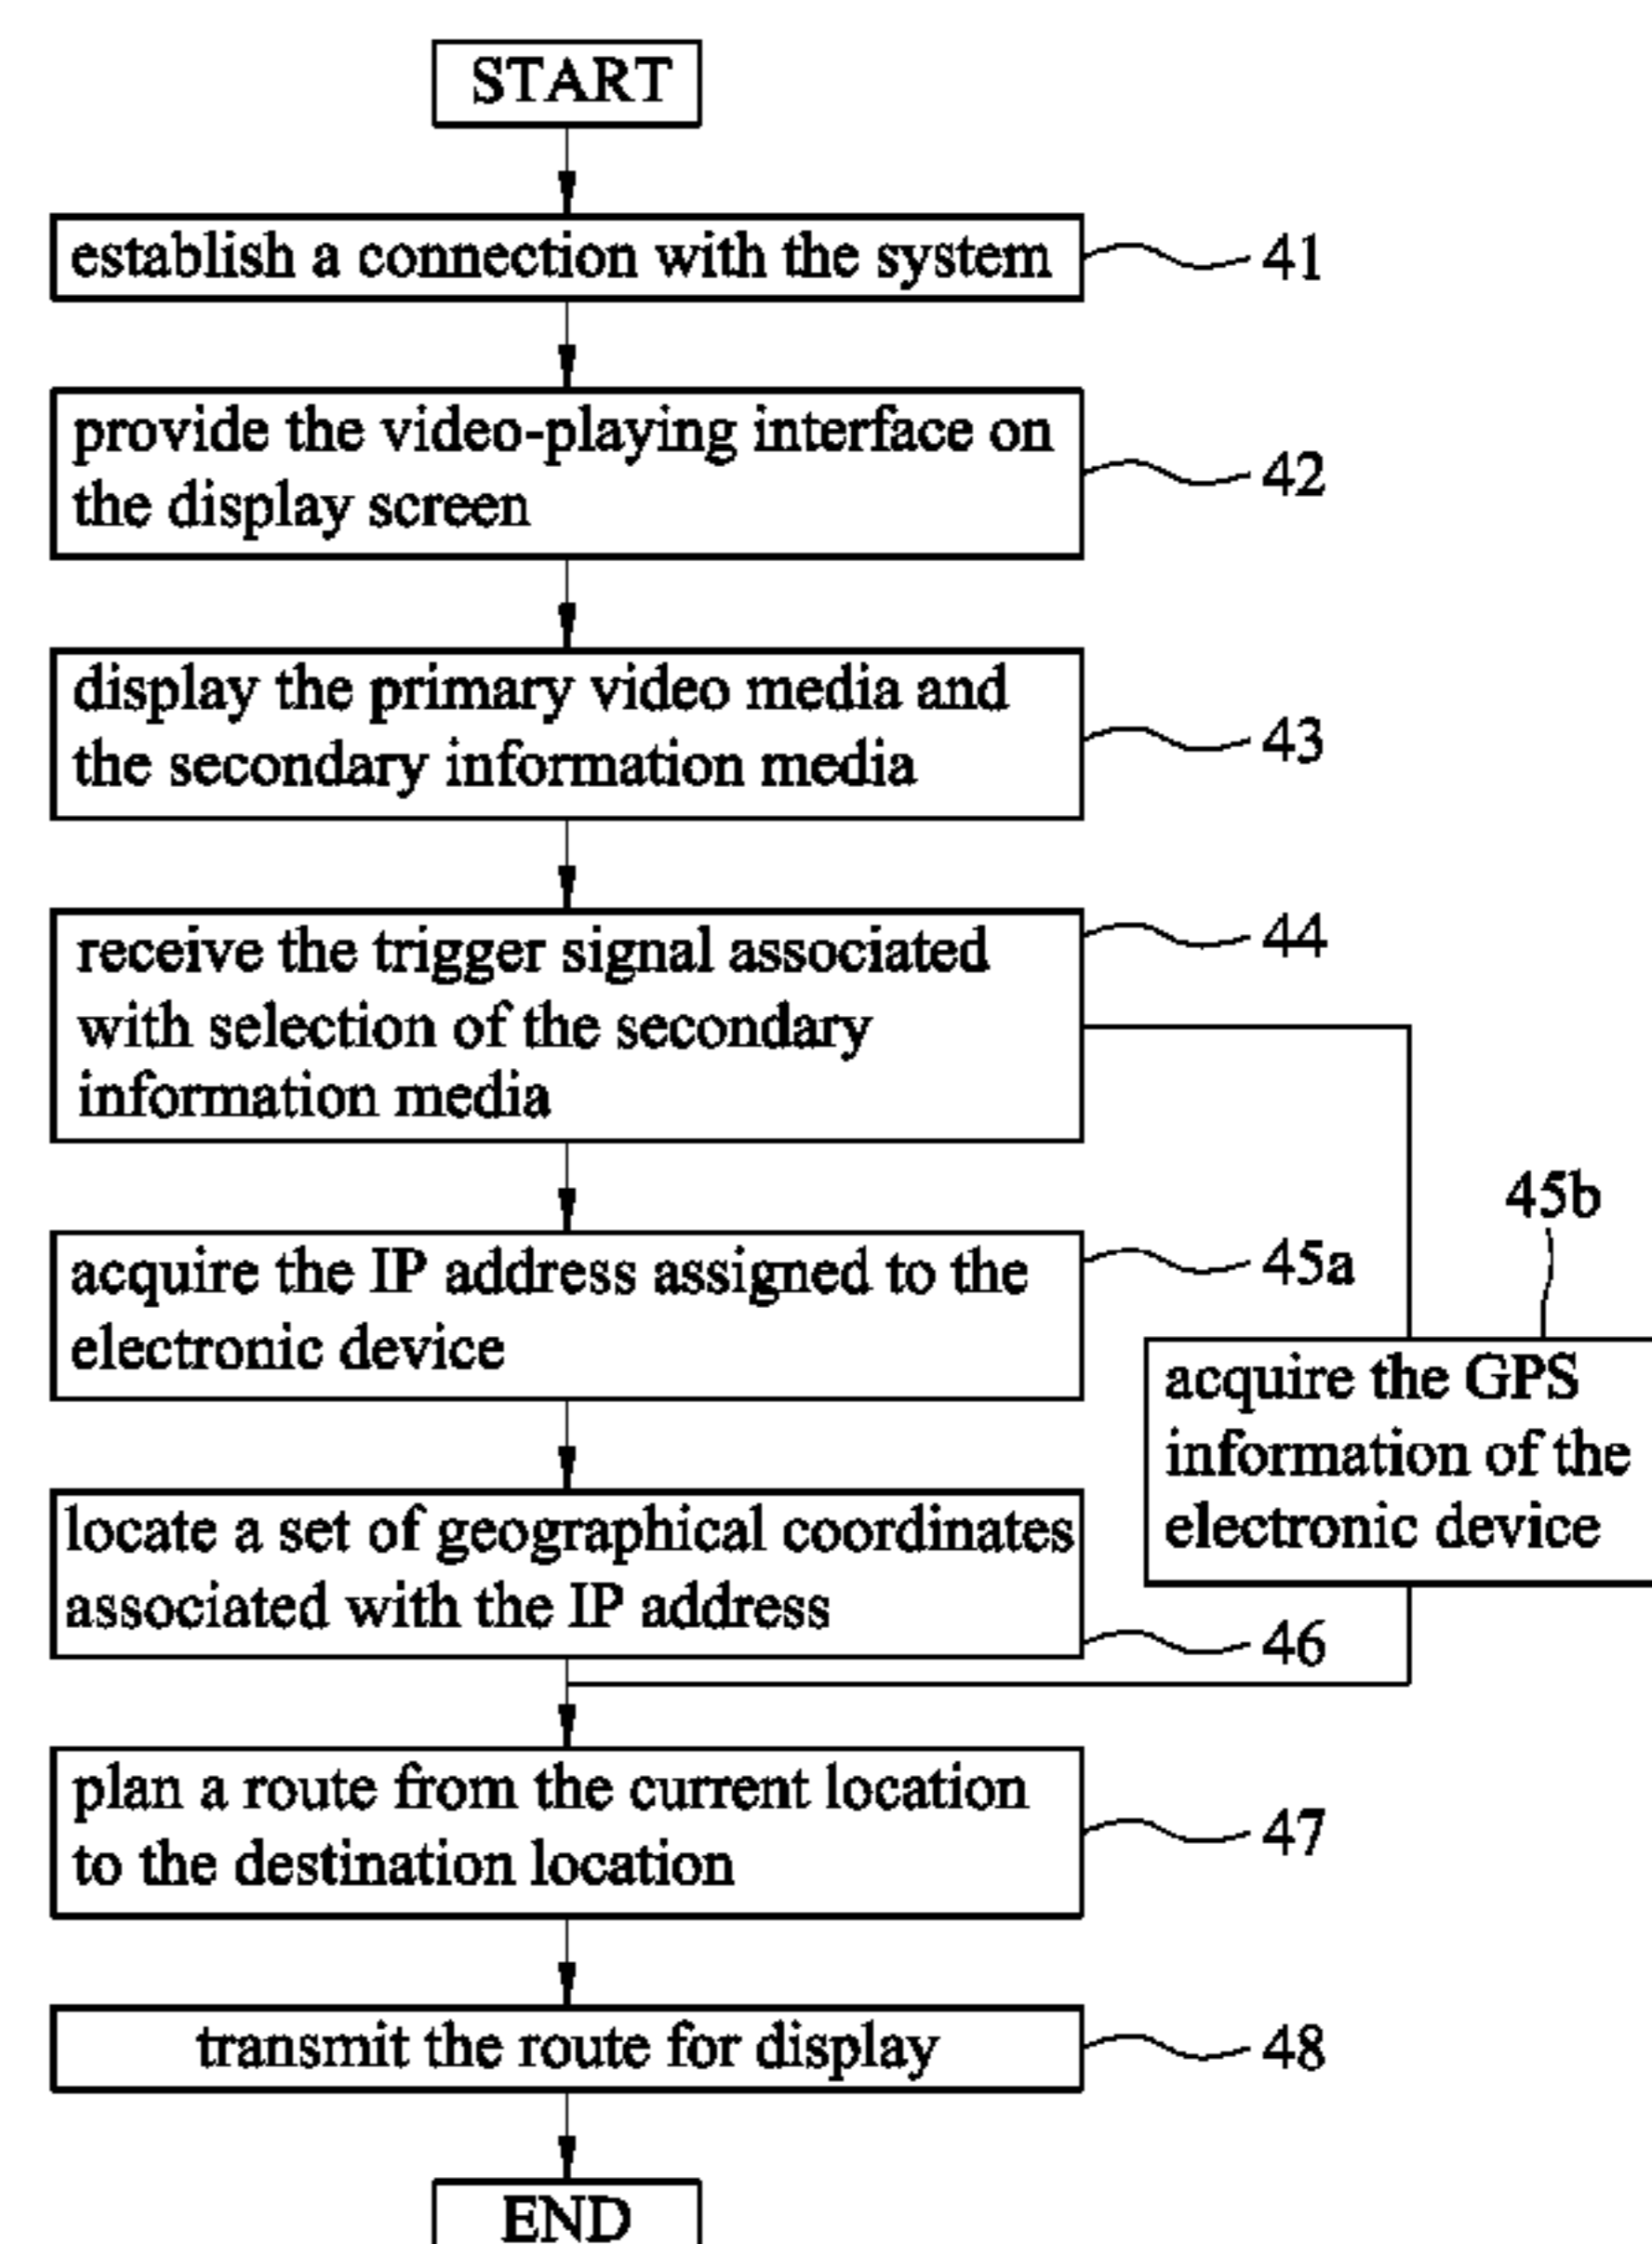 START
establish a connection with the system
41
provide the video-playing interface on
the display screen
42
display the primary video media and
the secondary information media
43
receive the trigger signal associated
with selection of the secondary
information media
44
acquire the IP address assigned to the
electronic device
45a
45b
acquire the GPS
information of the
electronic device
locate a set of geographical coordinates
associated with the IP address
46
plan a route from the current location
to the destination location
47
transmit the route for display
48
END